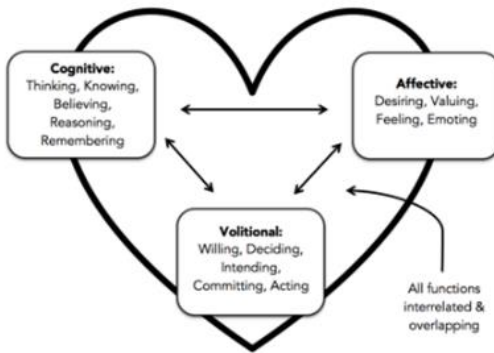 Cognitive:
Thinking, Knowing,
Believing,
Reasoning,
Remembering
Affective:
Desiring, Valuing,
Feeling, Emoting
Volitional:
Willing, Deciding,
Intending,
Committing, Acting
All functions
interrelated &
overlapping